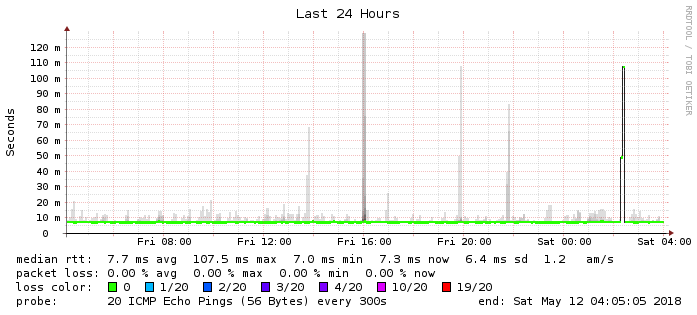 Last 24 Hours
RRDTOOL / TOBI OETIKER
Seconds
120 m
110 m
100 m
90 m
80 m
70 m
60 m
50 m
40 m
30 m
20 m
10 m
0
Fri 08:00 Fri 12:00 Fri 16:00 Fri 20:00 Sat 00:00 Sat 04:00
median rtt: 7.7 ms avg 107.5 ms max 7.0 ms min 7.3 ms now 6.4 ms sd 1.2 am/s
packet loss: 0.00 % avg 0.00 % max 0.00 % min 0.00 % now
loss color: 0 1/20 2/20 3/20 4/20 10/20 19/20
probe: 20 ICMP Echo Pings (56 Bytes) every 300s end: Sat May 12 04:05:05 2018